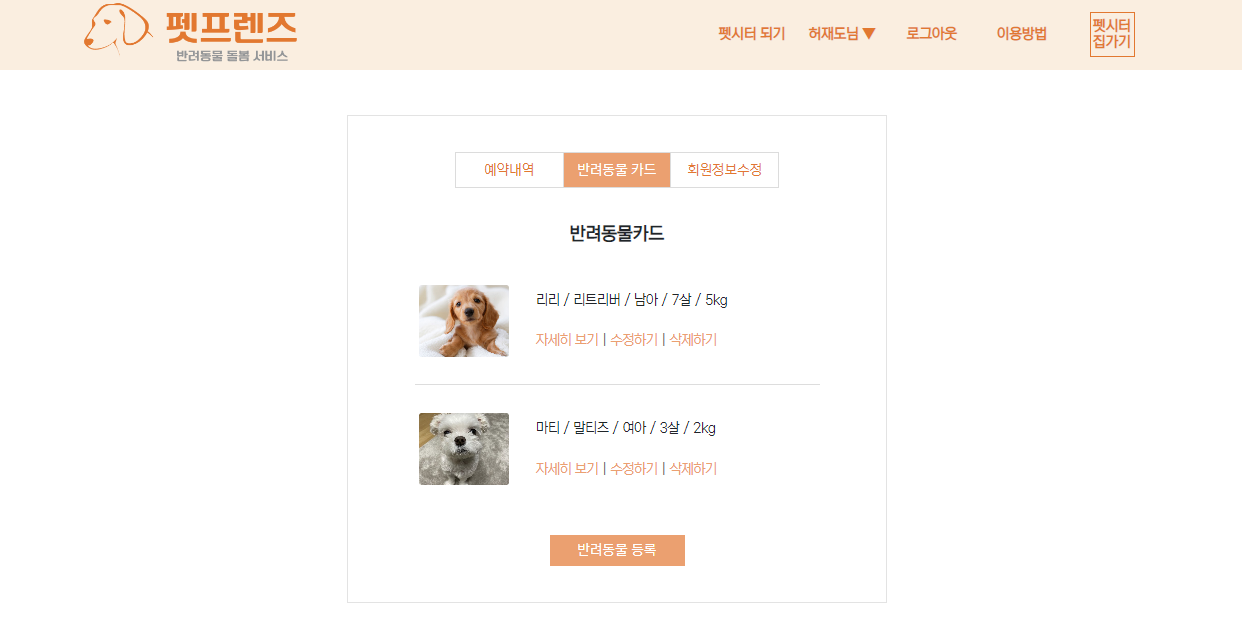 펫프렌즈
반려동물 돌봄 서비스
펫시터 되기 허재도님 ▼ 로그아웃 이용방법
펫시터
집가기
예약내역 반려동물 카드 회원정보수정
반려동물카드
리리 / 리트리버 / 남아 / 7살 / 5kg
자세히 보기 | 수정하기 | 삭제하기
마티 / 말티즈 / 여아 / 3살 / 2kg
자세히 보기 | 수정하기 | 삭제하기
반려동물 등록